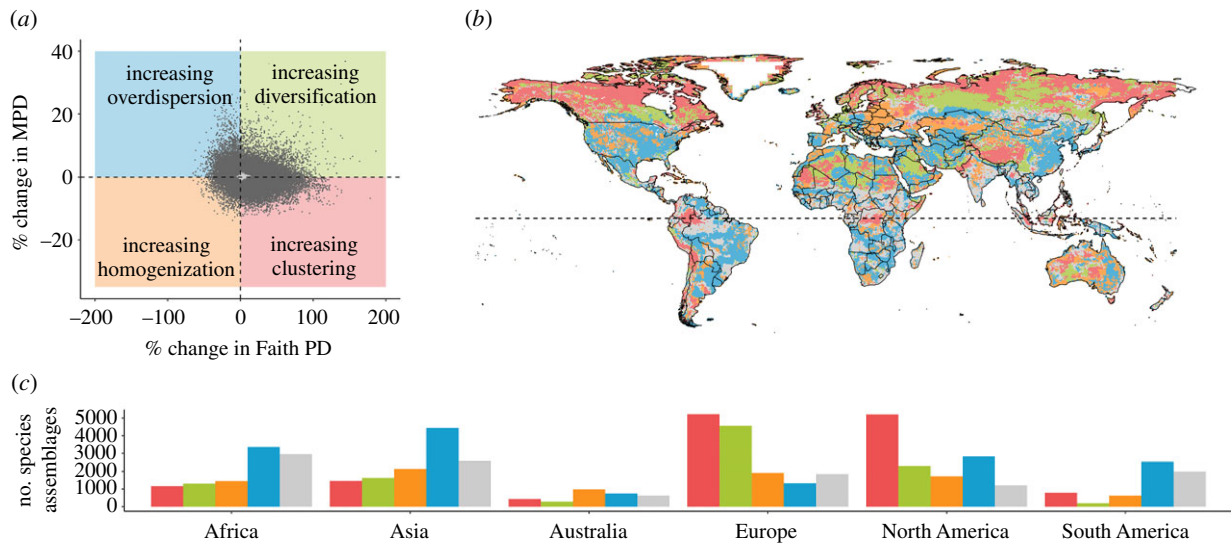 (a)
% change in MPD
40
20
0
−20
increasing
overdispersion
increasing
diversification
increasing
homogenization
increasing
clustering
−200
−100
0
100
200
% change in Faith PD
(b)
(c)
no. species
assemblages
5000
4000
3000
2000
1000
0
Africa
Asia
Australia
Europe
North America
South America